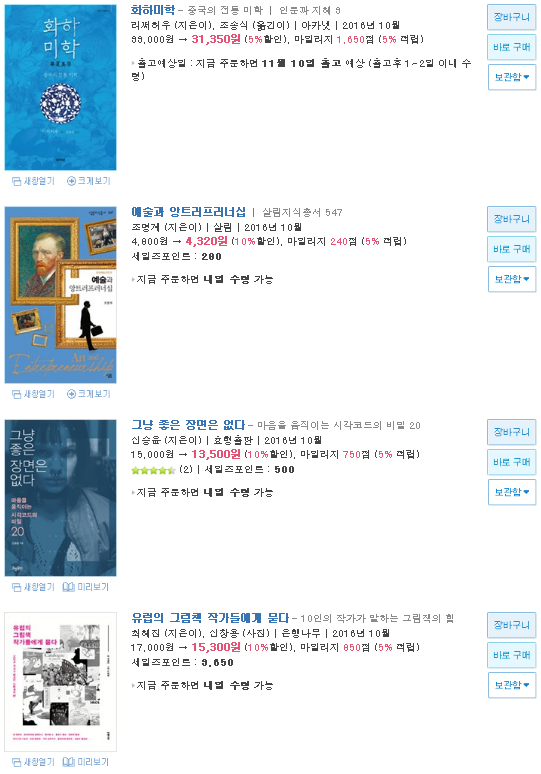 화하
미학
새창열기 크게보기
화하미학 - 중국의 전통 미학 | 인문과 지혜 9
리쩌허우 (지은이), 조송식 (옮긴이) | 아카넷 | 2016년 10월
33,000원 → 31,350원 (5%할인), 마일리지 1,650점 (5% 적립)
출고예상일 : 지금 주문하면 11월 10일 출고 예상 (출고후 1~2일 이내 수
령)
장바구니
바로 구매
보관함
예술과
앙트러프러너십
Art and
Entrepreneurship
새창열기 크게보기
예술과 앙트러프러너십 | 살림지식총서 547
조명계 (지은이) | 살림 | 2016년 10월
4,800원 → 4,320원 (10%할인), 마일리지 240점 (5% 적립)
세일즈포인트 : 200
지금 주문하면 내일 수령 가능
장바구니
바로 구매
보관함
그냥
좋은
장면은
없다
마음을
움직이는
시각코드의
비밀
20
새창열기 미리보기
그냥 좋은 장면은 없다 - 마음을 움직이는 시각코드의 비밀 20
신승윤 (지은이) | 효형출판 | 2016년 10월
15,000원 → 13,500원 (10%할인), 마일리지 750점 (5% 적립)
(2) | 세일즈포인트 : 500
지금 주문하면 내일 수령 가능
장바구니
바로 구매
보관함
유럽의
그림책
작가들에게 묻다
새창열기 미리보기
유럽의 그림책 작가들에게 묻다 - 10인의 작가가 말하는 그림책의 힘
최혜진 (지은이), 신창용 (사진) | 은행나무 | 2016년 10월
17,000원 → 15,300원 (10%할인), 마일리지 850점 (5% 적립)
세일즈포인트 : 9,650
지금 주문하면 내일 수령 가능
장바구니
바로 구매
보관함